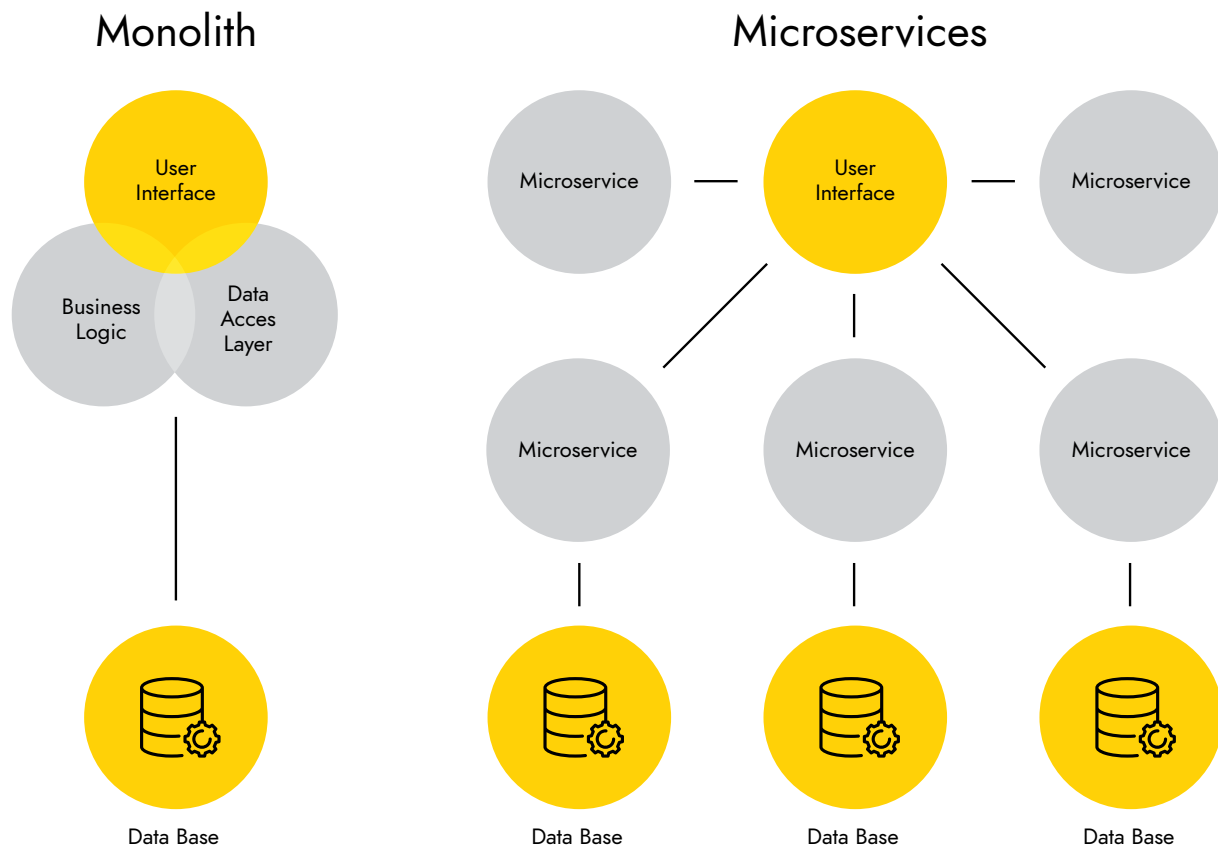 Monolith
Microservices
User
Interface
Business
Logic
Data
Acces
Layer
Data Base
Microservice
User
Interface
Microservice
Microservice
Microservice
Microservice
Data Base
Data Base
Data Base